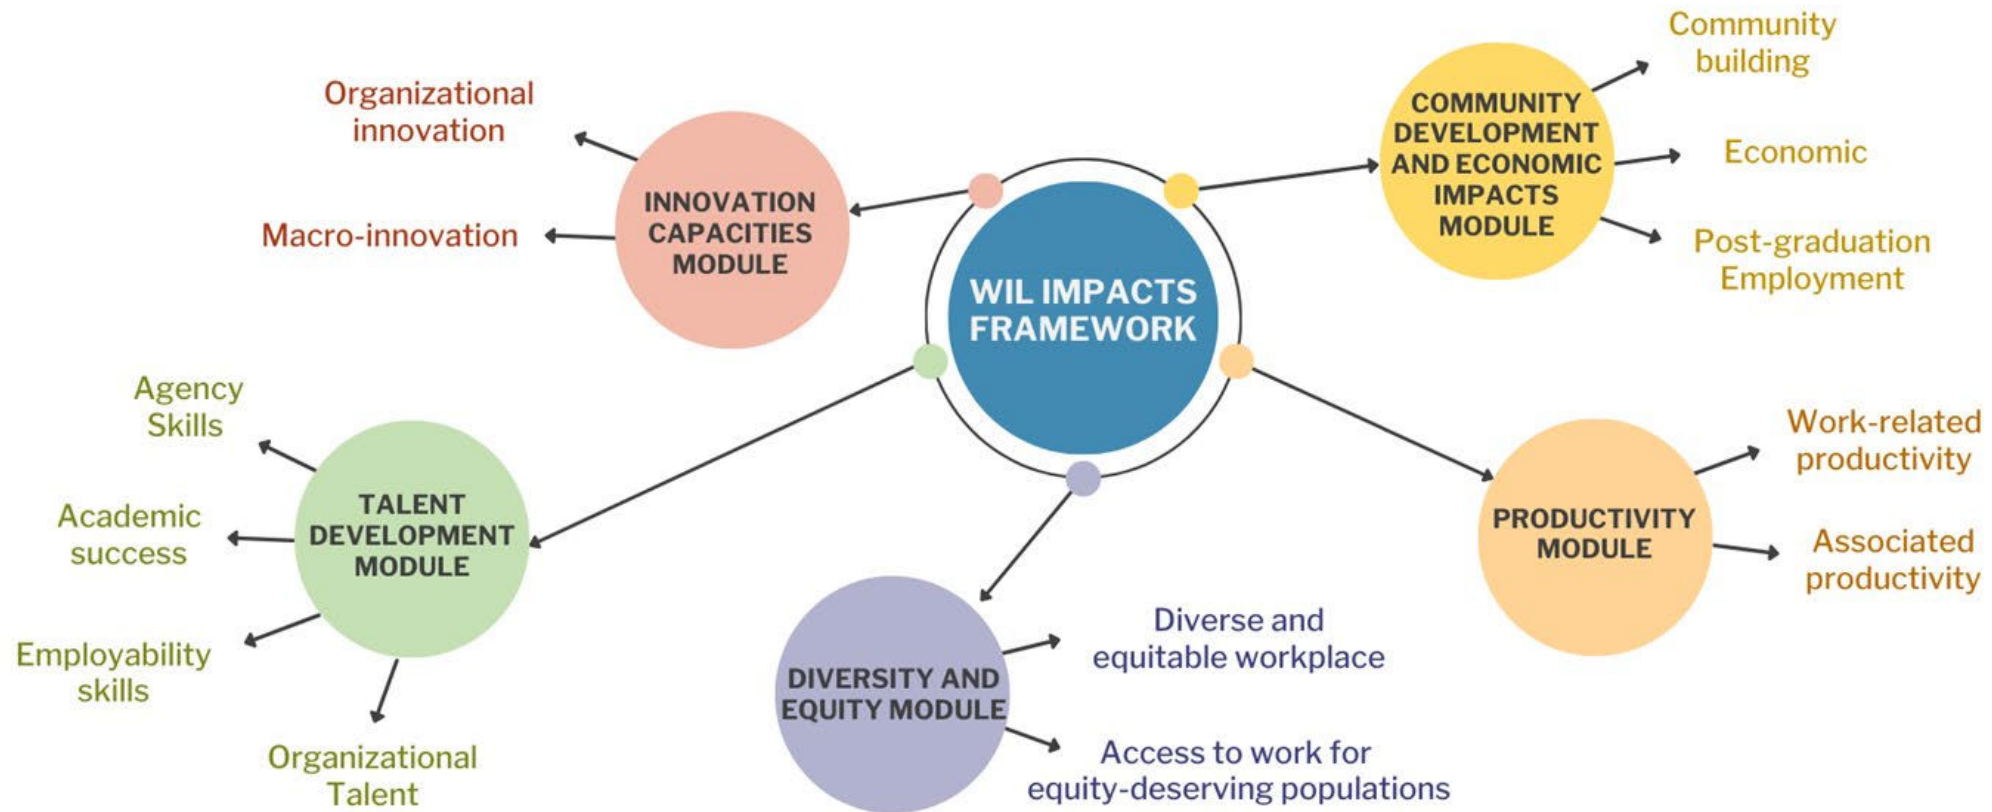 WIL IMPACTS
FRAMEWORK
INNOVATION
CAPACITIES
MODULE
Organizational
innovation
Macro-innovation
COMMUNITY
DEVELOPMENT
AND ECONOMIC
IMPACTS
MODULE
Community
building
Economic
Post-graduation
Employment
TALENT
DEVELOPMENT
MODULE
Agency
Skills
Academic
success
Employability
skills
Organizational
Talent
DIVERSITY AND
EQUITY MODULE
Diverse and
equitable workplace
Access to work for
equity-deserving populations
PRODUCTIVITY
MODULE
Work-related
productivity
Associated
productivity